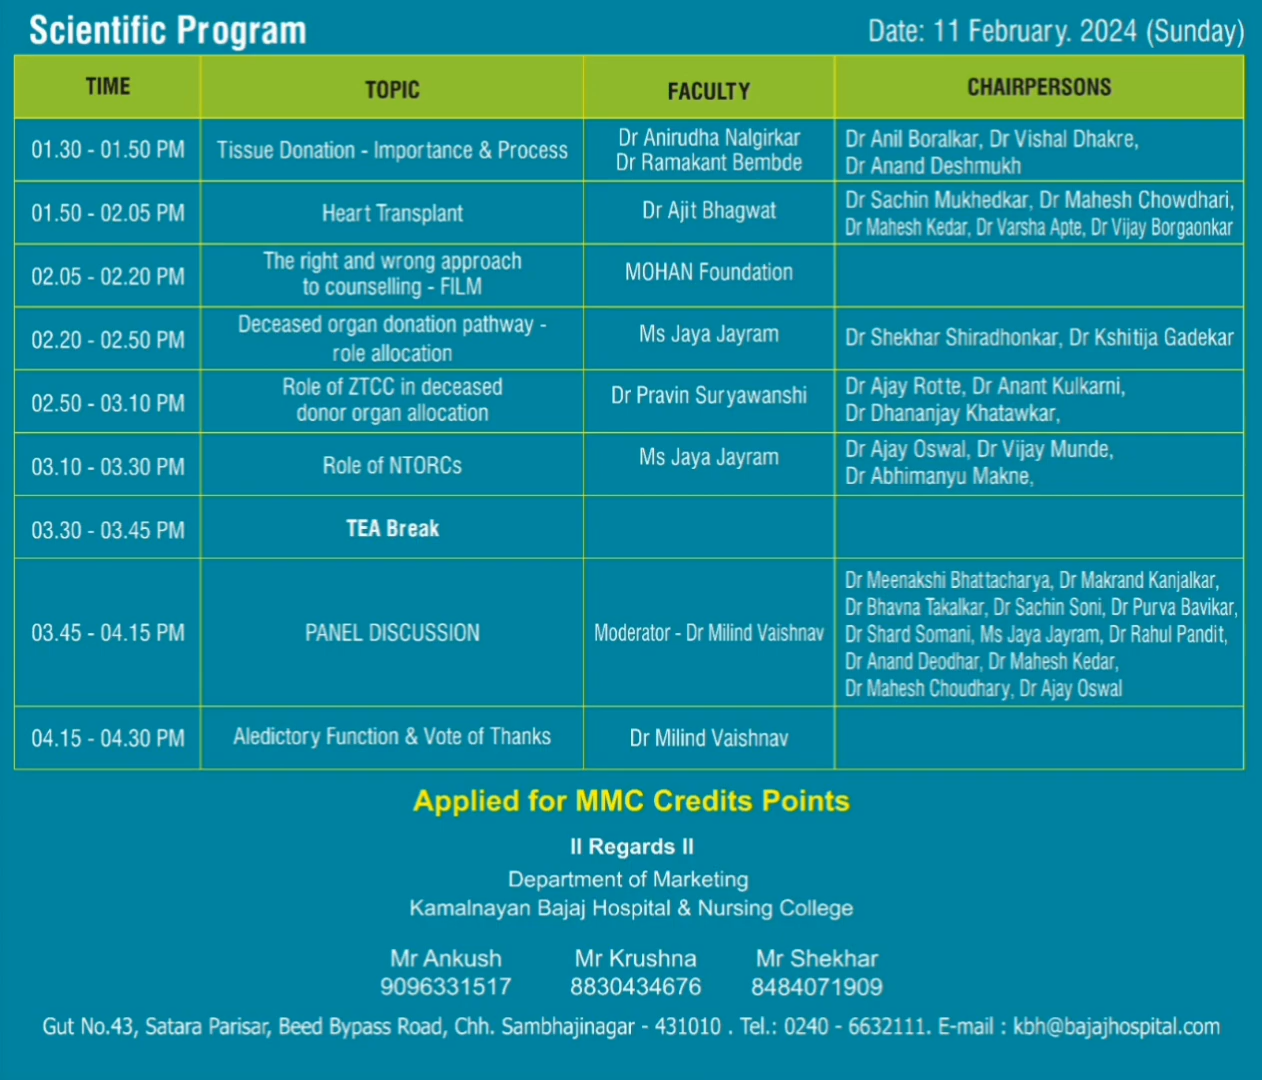 Scientific Program
Date: 11 February. 2024 (Sunday)
TIME
TOPIC
FACULTY
CHAIRPERSONS
01.30 - 01.50 PM
Tissue Donation - Importance & Process
Dr Anirudha Nalgirkar
Dr Ramakant Bembde
Dr Anil Boralkar, Dr Vishal Dhakre,
Dr Anand Deshmukh
01.50 - 02.05 PM
Heart Transplant
Dr Ajit Bhagwat
Dr Sachin Mukhedkar, Dr Mahesh Chowdhari,
Dr Mahesh Kedar, Dr Varsha Apte, Dr Vijay Borgaonkar
02.05 - 02.20 PM
The right and wrong approach
to counselling - FILM
MOHAN Foundation
02.20 - 02.50 PM
Deceased organ donation pathway -
role allocation
Ms Jaya Jayram
Dr Shekhar Shiradhonkar, Dr Kshitija Gadekar
02.50 - 03.10 PM
Role of ZTCC in deceased
donor organ allocation
Dr Pravin Suryawanshi
Dr Ajay Rotte, Dr Anant Kulkarni,
Dr Dhananjay Khatawkar,
03.10 - 03.30 PM
Role of NTORCs
Ms Jaya Jayram
Dr Ajay Oswal, Dr Vijay Munde,
Dr Abhimanyu Makne,
03.30 - 03.45 PM
TEA Break
03.45 - 04.15 PM
PANEL DISCUSSION
Moderator - Dr Milind Vaishnav
Dr Meenakshi Bhattacharya, Dr Makrand Kanjalkar,
Dr Bhavna Takalkar, Dr Sachin Soni, Dr Purva Bavikar,
Dr Shard Somani, Ms Jaya Jayram, Dr Rahul Pandit,
Dr Anand Deodhar, Dr Mahesh Kedar,
Dr Mahesh Choudhary, Dr Ajay Oswal
04.15 - 04.30 PM
Aledictory Function & Vote of Thanks
Dr Milind Vaishnav
Applied for MMC Credits Points
II Regards II
Department of Marketing
Kamalnayan Bajaj Hospital & Nursing College
Mr Ankush
Mr Krushna
Mr Shekhar
9096331517
8830434676
8484071909
Gut No.43, Satara Parisar, Beed Bypass Road, Chh. Sambhajinagar - 431010 . Tel.: 0240 - 6632111. E-mail : kbh@bajajhospital.com